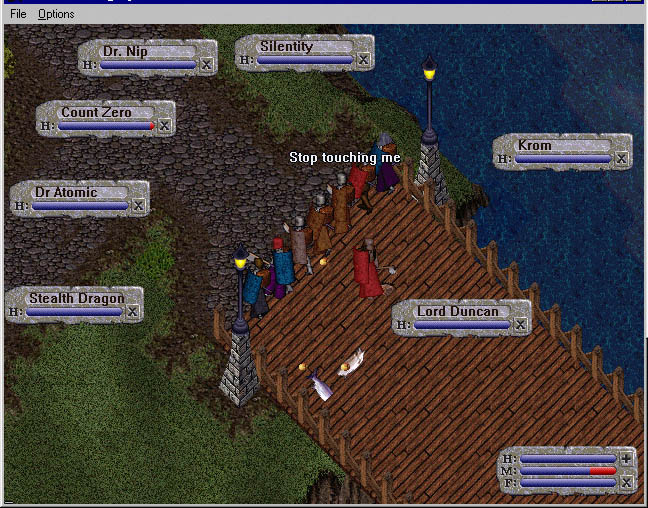 File Options
Dr. Nip
H: X
Silentity
H: X
Count Zero
H: X
Stop touching me
Krom
H: X
Dr Atomic
H: X
Stealth Dragon
H: X
Lord Duncan
H: X
H: +
M:
F: X